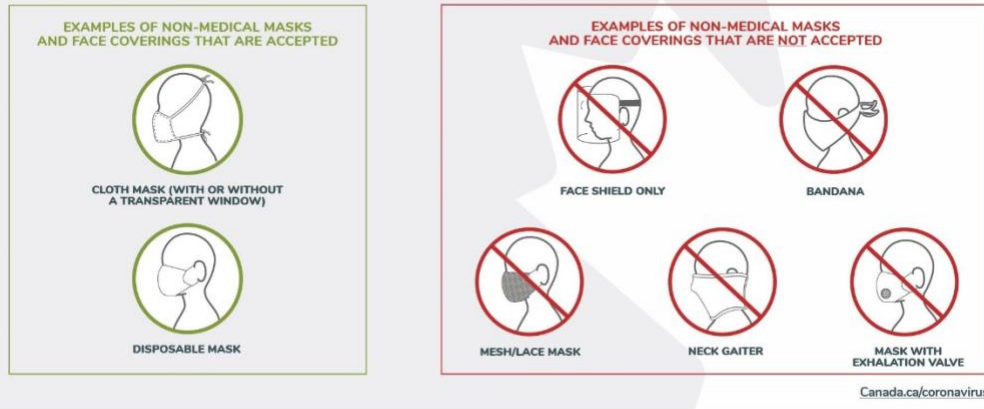 EXAMPLES OF NON-MEDICAL MASKS
AND FACE COVERINGS THAT ARE ACCEPTED
CLOTH MASK (WITH OR WITHOUT
A TRANSPARENT WINDOW)
DISPOSABLE MASK
EXAMPLES OF NON-MEDICAL MASKS
AND FACE COVERINGS THAT ARE NOT ACCEPTED
FACE SHIELD ONLY
BANDANA
MESH/LACE MASK
NECK GAITER
MASK WITH
EXHALATION VALVE
Canada.ca/coronavirus